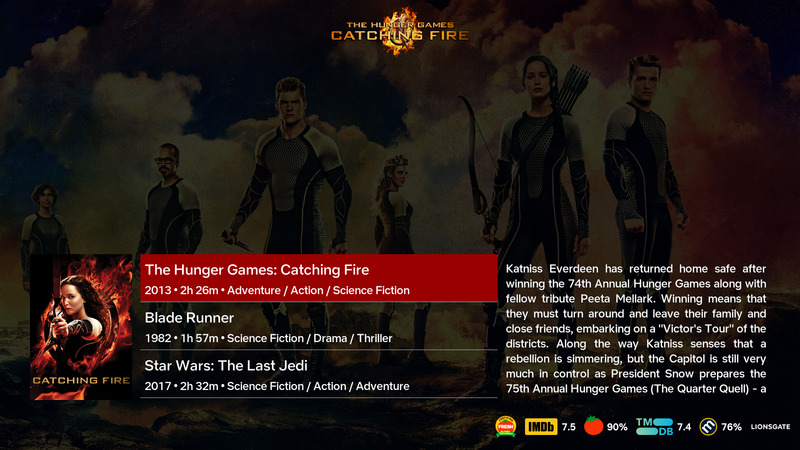 THE HUNGER GAMES
CATCHING FIRE
CATCHING FIRE
The Hunger Games: Catching Fire
2013 • 2h 26m • Adventure / Action / Science Fiction
Blade Runner
1982 • 1h 57m • Science Fiction / Drama / Thriller
Star Wars: The Last Jedi
2017 • 2h 32m • Science Fiction / Action / Adventure
Katniss Everdeen has returned home safe after
winning the 74th Annual Hunger Games along with
fellow tribute Peeta Mellark. Winning means that
they must turn around and leave their family and
close friends, embarking on a "Victor's Tour" of the
districts. Along the way Katniss senses that a
rebellion is simmering, but the Capitol is still very
much in control as President Snow prepares the
75th Annual Hunger Games (The Quarter Quell) - a
FRESH
IMDb 7.5
90%
TMDB 7.4
76%
LIONSGATE